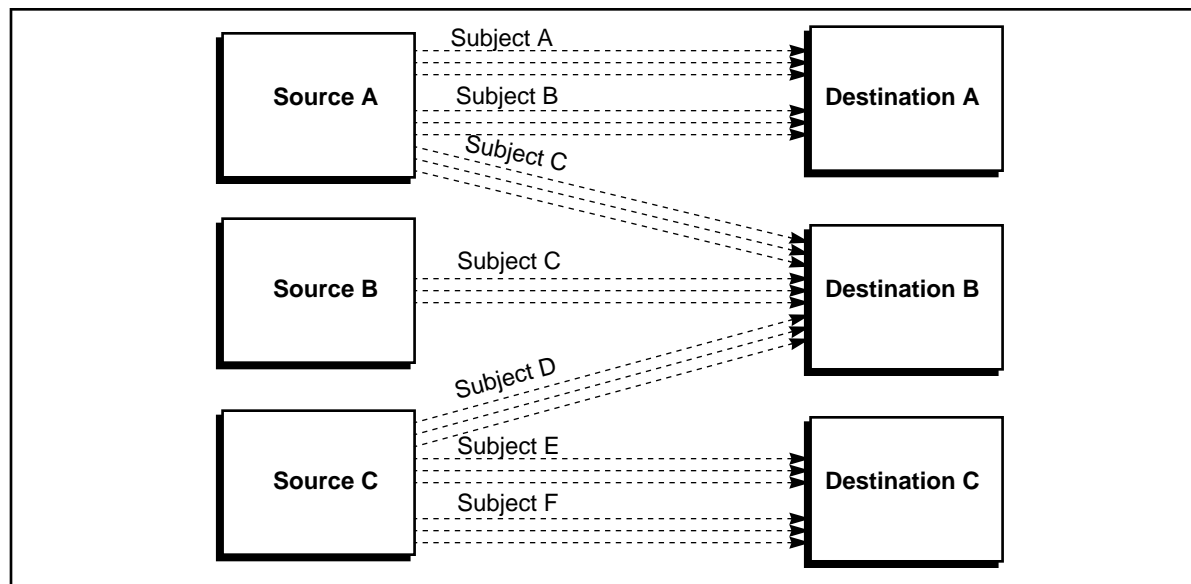 Subject A
Source A
Destination A
Subject B
Subject C
Source B
Subject C
Destination B
Subject D
Source C
Subject E
Destination C
Subject F